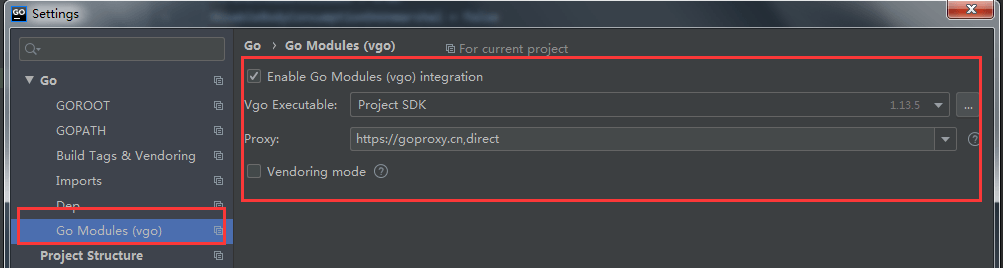 GO Settings
Go
GOROOT
GOPATH
Build Tags & Vendoring
Imports
Dep
Go Modules (vgo)
Project Structure
Go › Go Modules (vgo) For current project
Enable Go Modules (vgo) integration
Vgo Executable: Project SDK 1.13.5 ...
Proxy: https://goproxy.cn,direct ?
Vendoring mode ?